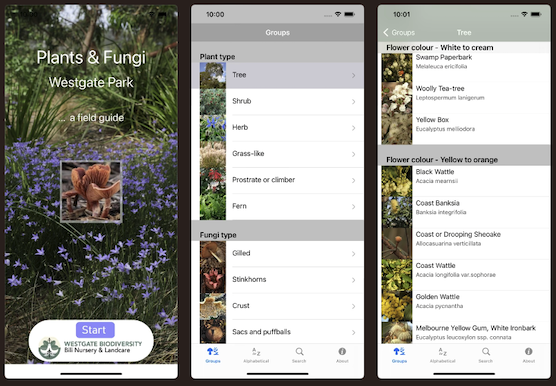 Plants & Fungi
Westgate Park
... a field guide
Start
WESTGATE BIODIVERSITY
Bili Nursery & Landcare
10:00
Groups
Plant type
Tree
Shrub
Herb
Grass-like
Prostrate or climber
Fern
Fungi type
Gilled
Stinkhorns
Crust
Sacs and puffballs
Groups
Alphabetical
Search
About
10:01
Groups
Tree
Flower colour - White to cream
Swamp Paperbark
Melaleuca ericifolia
Woolly Tea-tree
Leptospermum lanigerum
Yellow Box
Eucalyptus melliodora
Flower colour - Yellow to orange
Black Wattle
Acacia mearnsii
Coast Banksia
Banksia integrifolia
Coast or Drooping Sheoake
Allocasuarina verticillata
Coast Wattle
Acacia longifolia var.sophorae
Golden Wattle
Acacia pycnantha
Melbourne Yellow Gum, White Ironbark
Eucalyptus leucoxylon ssp. connata
Groups
Alphabetical
Search
About